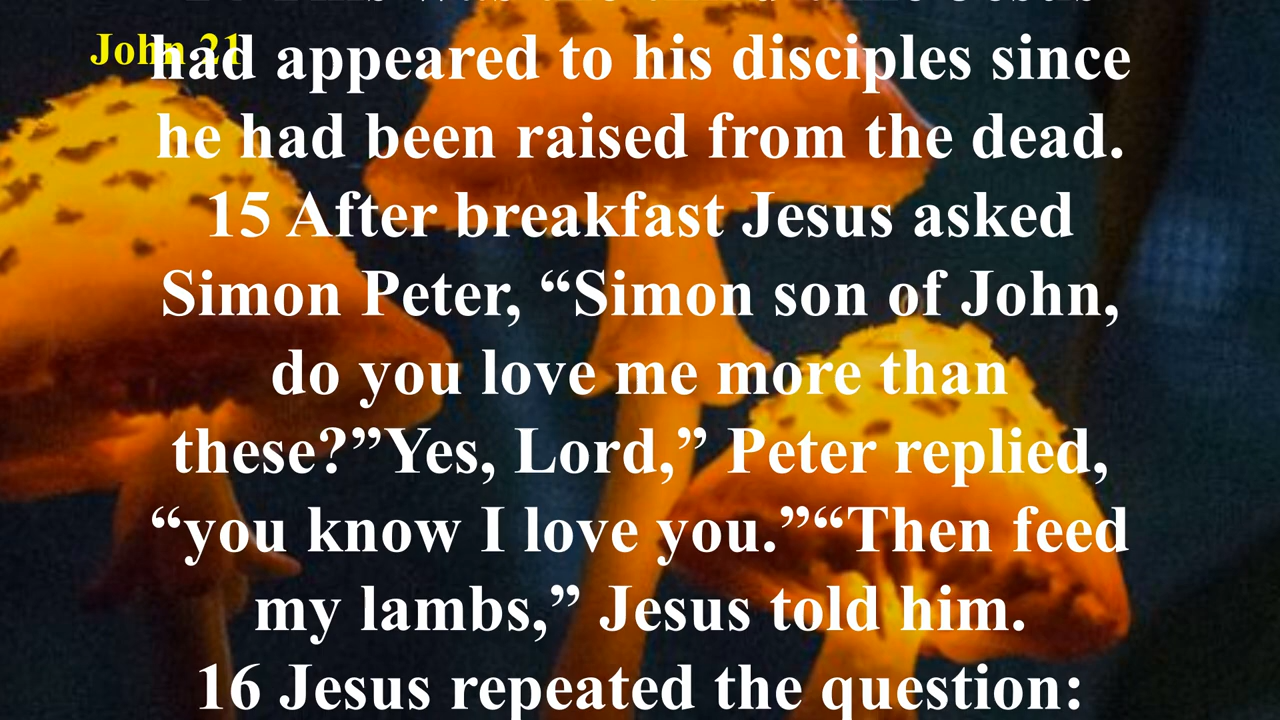 John 21
had appeared to his disciples since
he had been raised from the dead.
15 After breakfast Jesus asked
Simon Peter, “Simon son of John,
do you love me more than
these?”Yes, Lord,” Peter replied,
“you know I love you.”“Then feed
my lambs,” Jesus told him.
16 Jesus repeated the question: